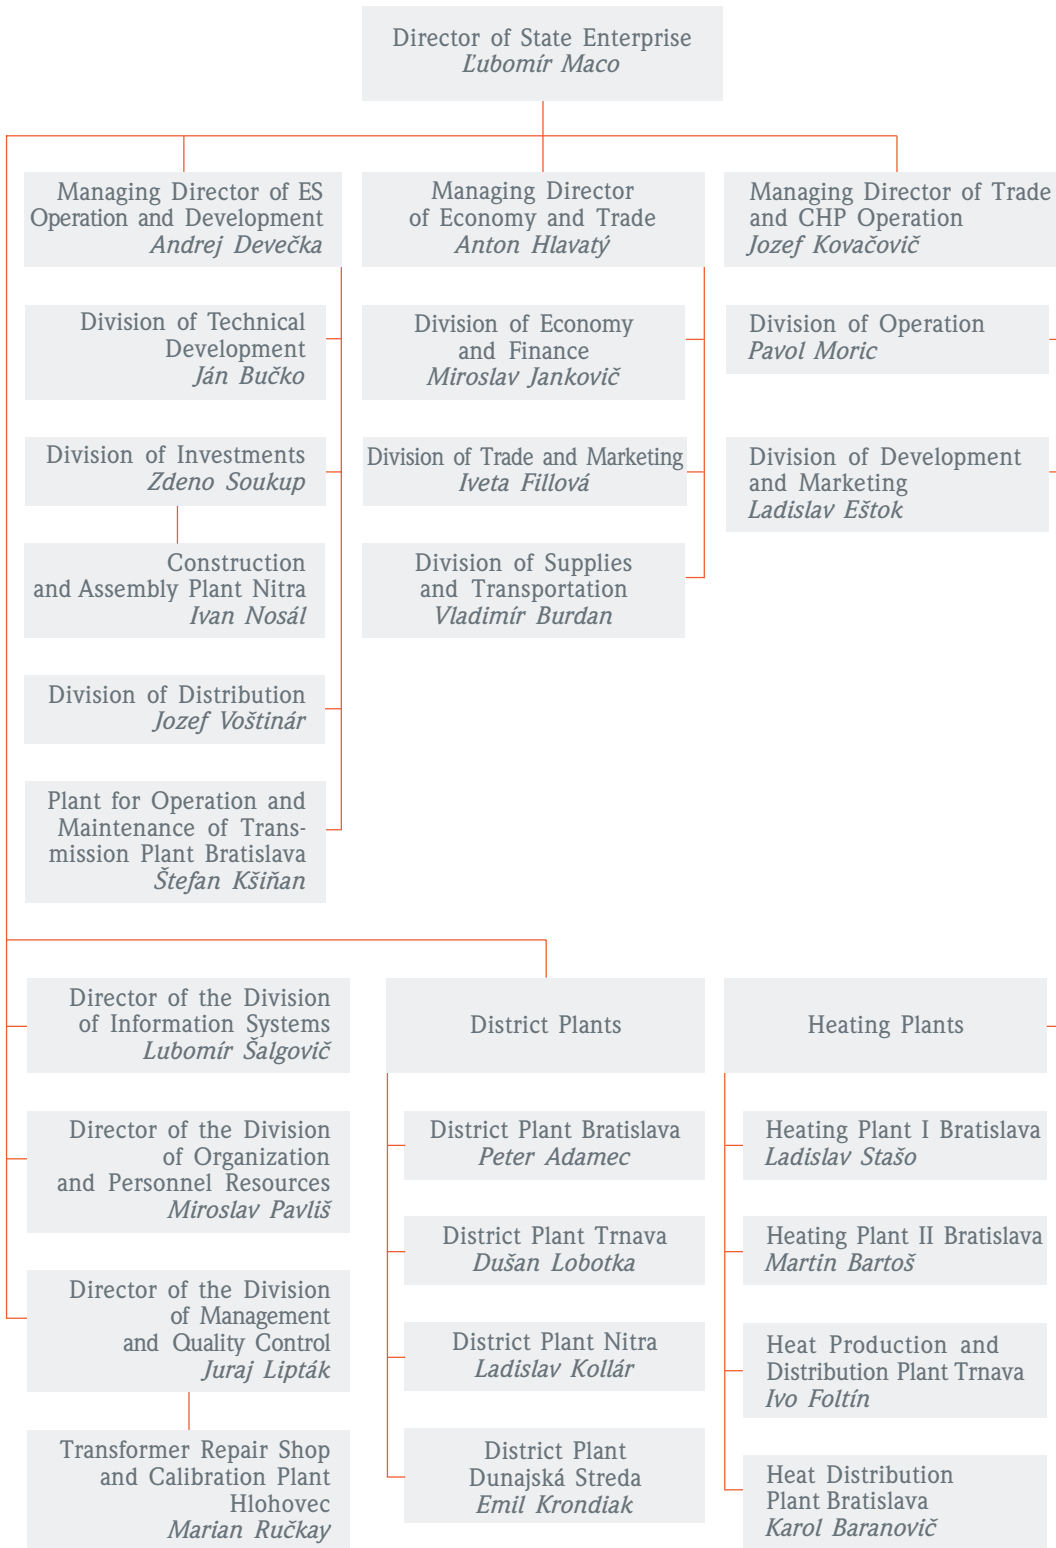 Director of State Enterprise
Ľubomír Maco
Managing Director of ES
Operation and Development
Andrej Devečka
Managing Director
of Economy and Trade
Anton Hlavatý
Managing Director of Trade
and CHP Operation
Jozef Kovačovič
Division of Technical
Development
Ján Bučko
Division of Economy
and Finance
Miroslav Jankovič
Division of Operation
Pavol Moric
Division of Investments
Zdeno Soukup
Division of Trade and Marketing
Iveta Fillová
Division of Development
and Marketing
Ladislav Eštok
Construction
and Assembly Plant Nitra
Ivan Nosál
Division of Supplies
and Transportation
Vladimír Burdan
Division of Distribution
Jozef Voštinár
Plant for Operation and
Maintenance of Trans-
mission Plant Bratislava
Štefan Kšiňan
Director of the Division
of Information Systems
Lubomír Šalgovič
District Plants
Heating Plants
Director of the Division
of Organization
and Personnel Resources
Miroslav Pavliš
District Plant Bratislava
Peter Adamec
Heating Plant I Bratislava
Ladislav Stašo
District Plant Trnava
Dušan Lobotka
Heating Plant II Bratislava
Martin Bartoš
Director of the Division
of Management
and Quality Control
Juraj Lipták
District Plant Nitra
Ladislav Kollár
Heat Production and
Distribution Plant Trnava
Ivo Foltín
Transformer Repair Shop
and Calibration Plant
Hlohovec
Marian Ručkay
District Plant
Dunajská Streda
Emil Krondiak
Heat Distribution
Plant Bratislava
Karol Baranovič